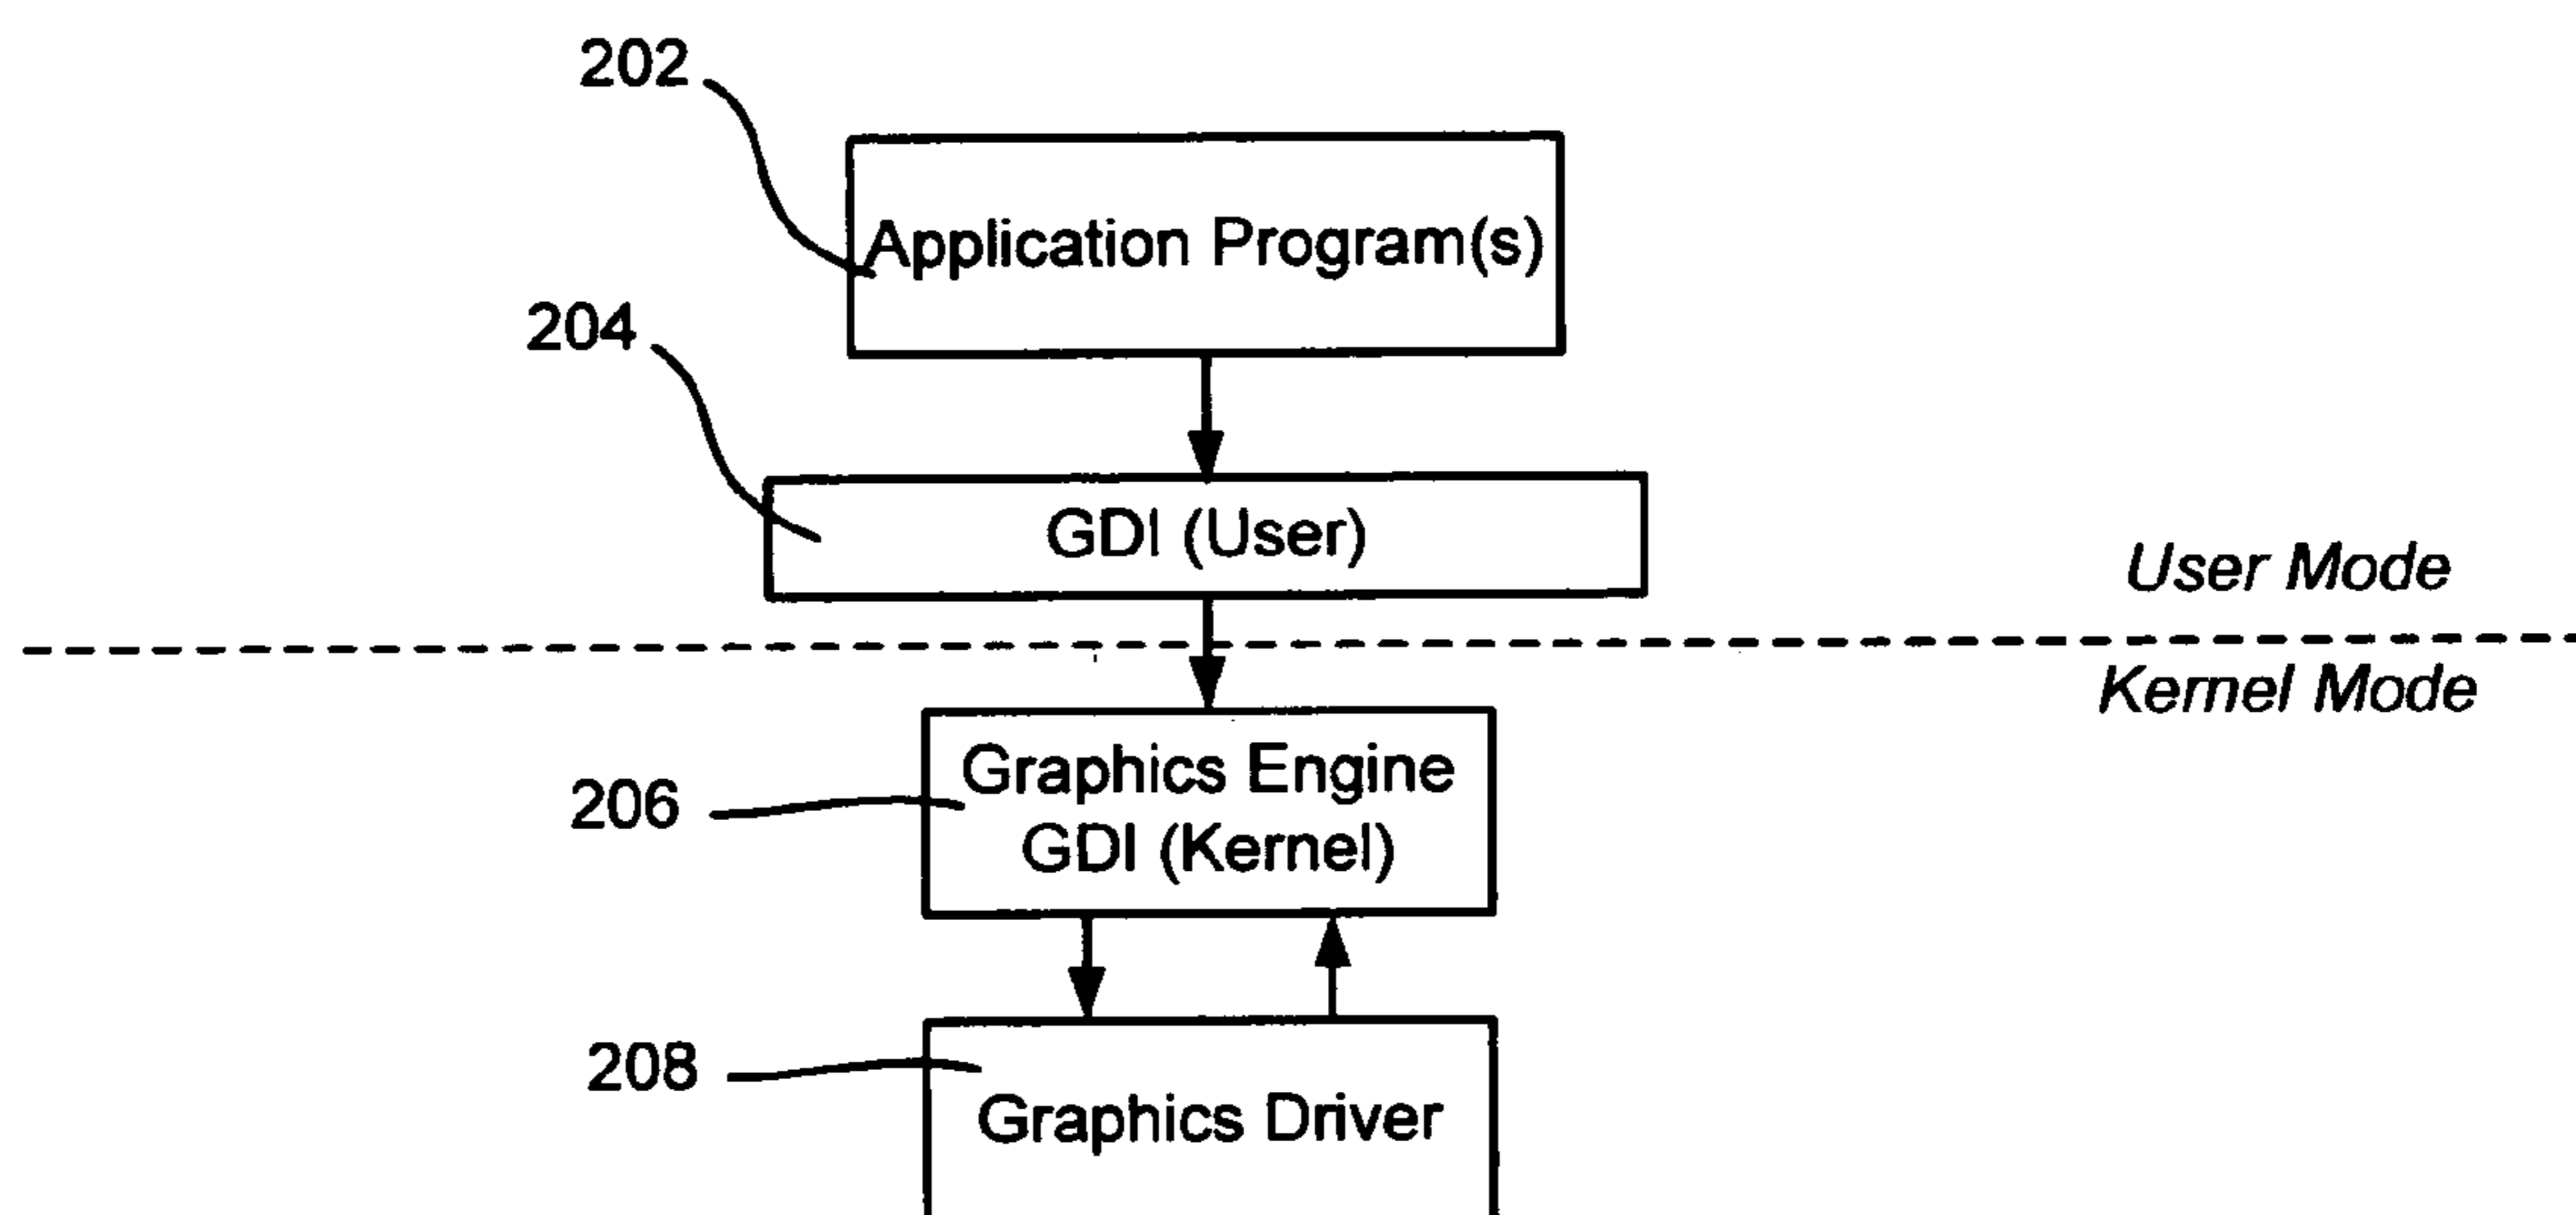 202
Application Program(s)
204
GDI (User)
User Mode
Kernel Mode
206
Graphics Engine
GDI (Kernel)
208
Graphics Driver